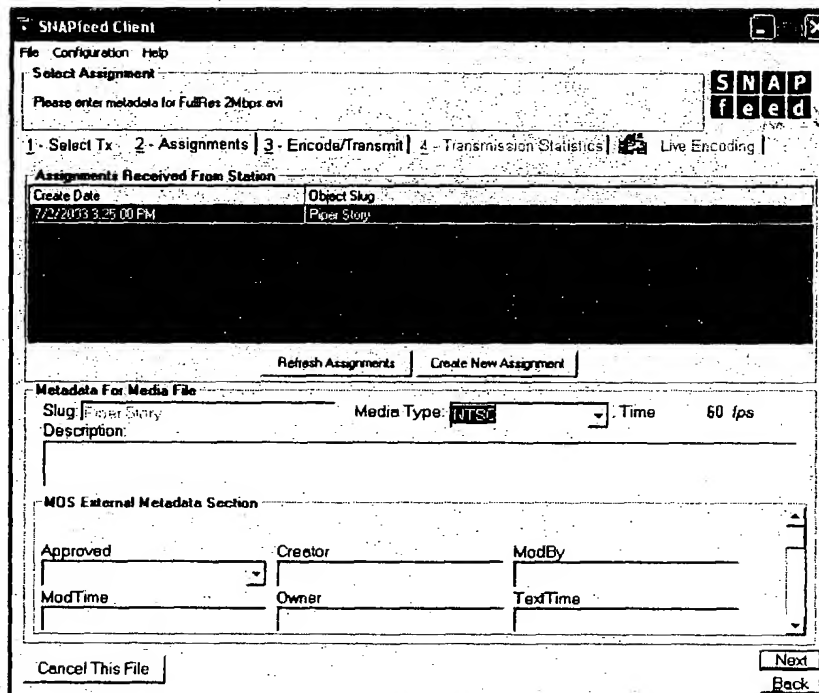 SNAPfeed Client
File Configuration Help
Select Assignment
Please enter metadata for FullRes 2Mbps.avi
SNAP
feed
1 - Select Tx 2 - Assignments 3 - Encode/Transmit 4 - Transmission Statistics Live Encoding
Assignments Received From Station
Create Date Object Slug
7/2/2003 3:25:00 PM Piper Story
Refresh Assignments Create New Assignment
Metadata For Media File
Slug: Piper Story Media Type: NTSC Time 60 fps
Description:
MOS External Metadata Section
Approved Creator ModBy
ModTime Owner TextTime
Cancel This File
Next
Back